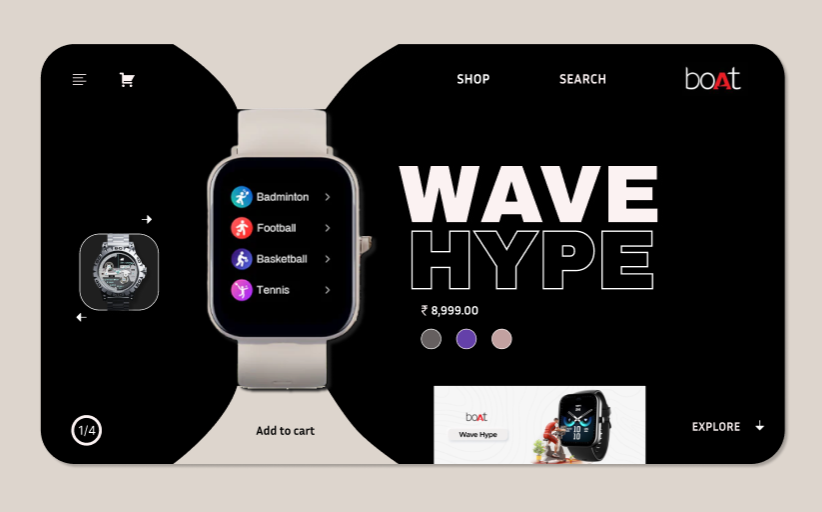 SHOP
SEARCH
boAt
Badminton
Football
Basketball
Tennis
WAVE
HYPE
₹ 8,999.00
1/4
Add to cart
boAt
Wave Hype
EXPLORE